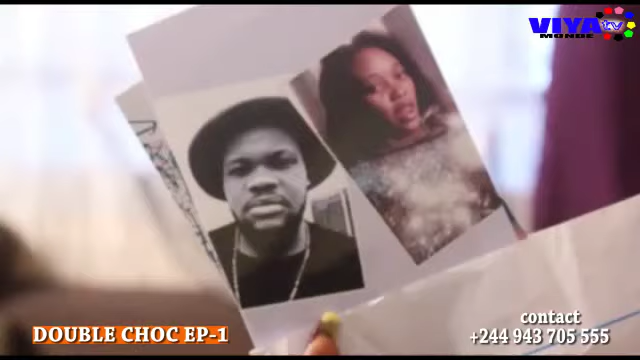 VIYA tv
MONDE
DOUBLE CHOC EP-1
contact
+244 943 705 555